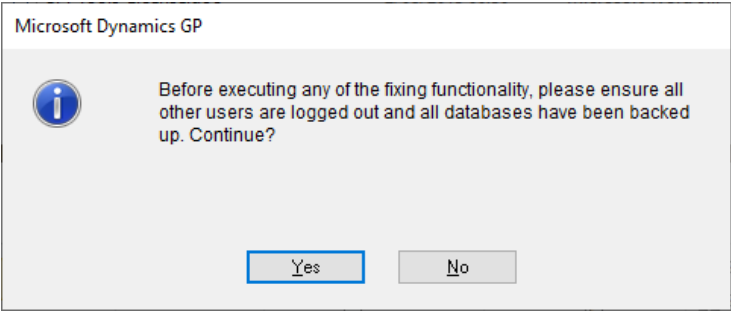 Microsoft Dynamics GP
Before executing any of the fixing functionality, please ensure all
other users are logged out and all databases have been backed
up. Continue?
Yes
No